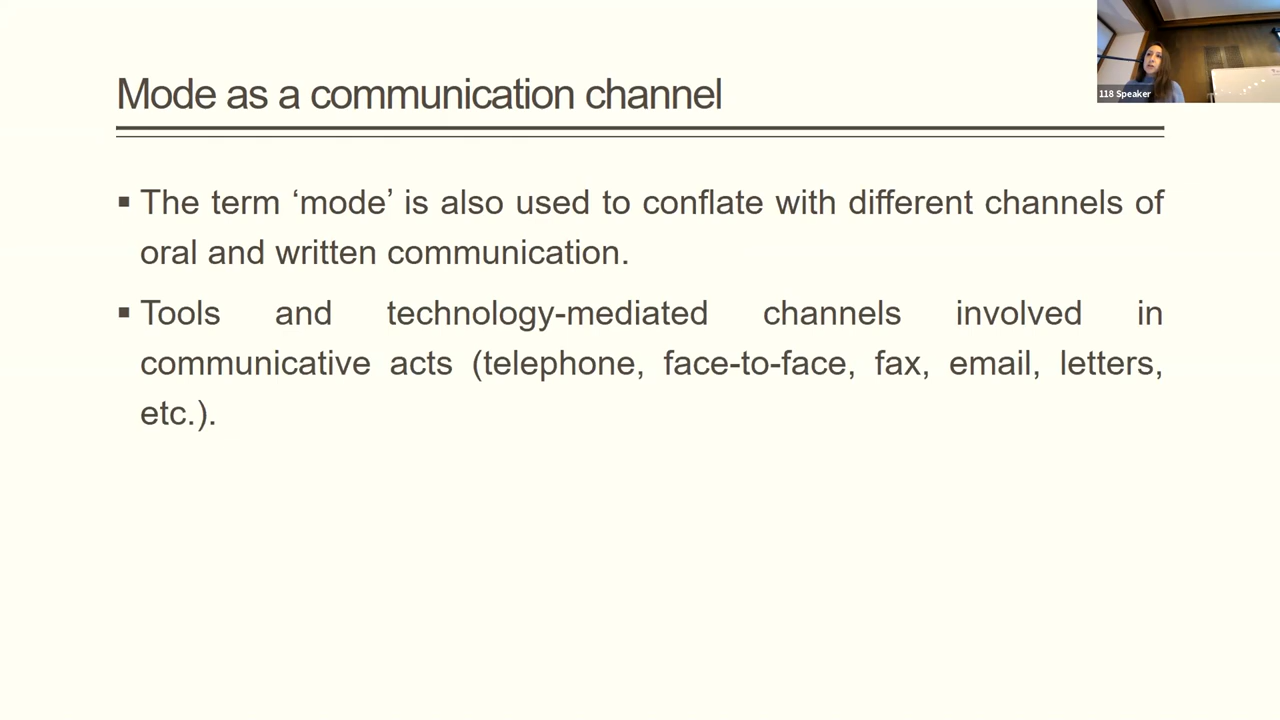 Mode as a communication channel
118 Speaker
▪ The term ‘mode’ is also used to conflate with different channels of
oral and written communication.
▪ Tools and technology-mediated channels involved in
communicative acts (telephone, face-to-face, fax, email, letters,
etc.).